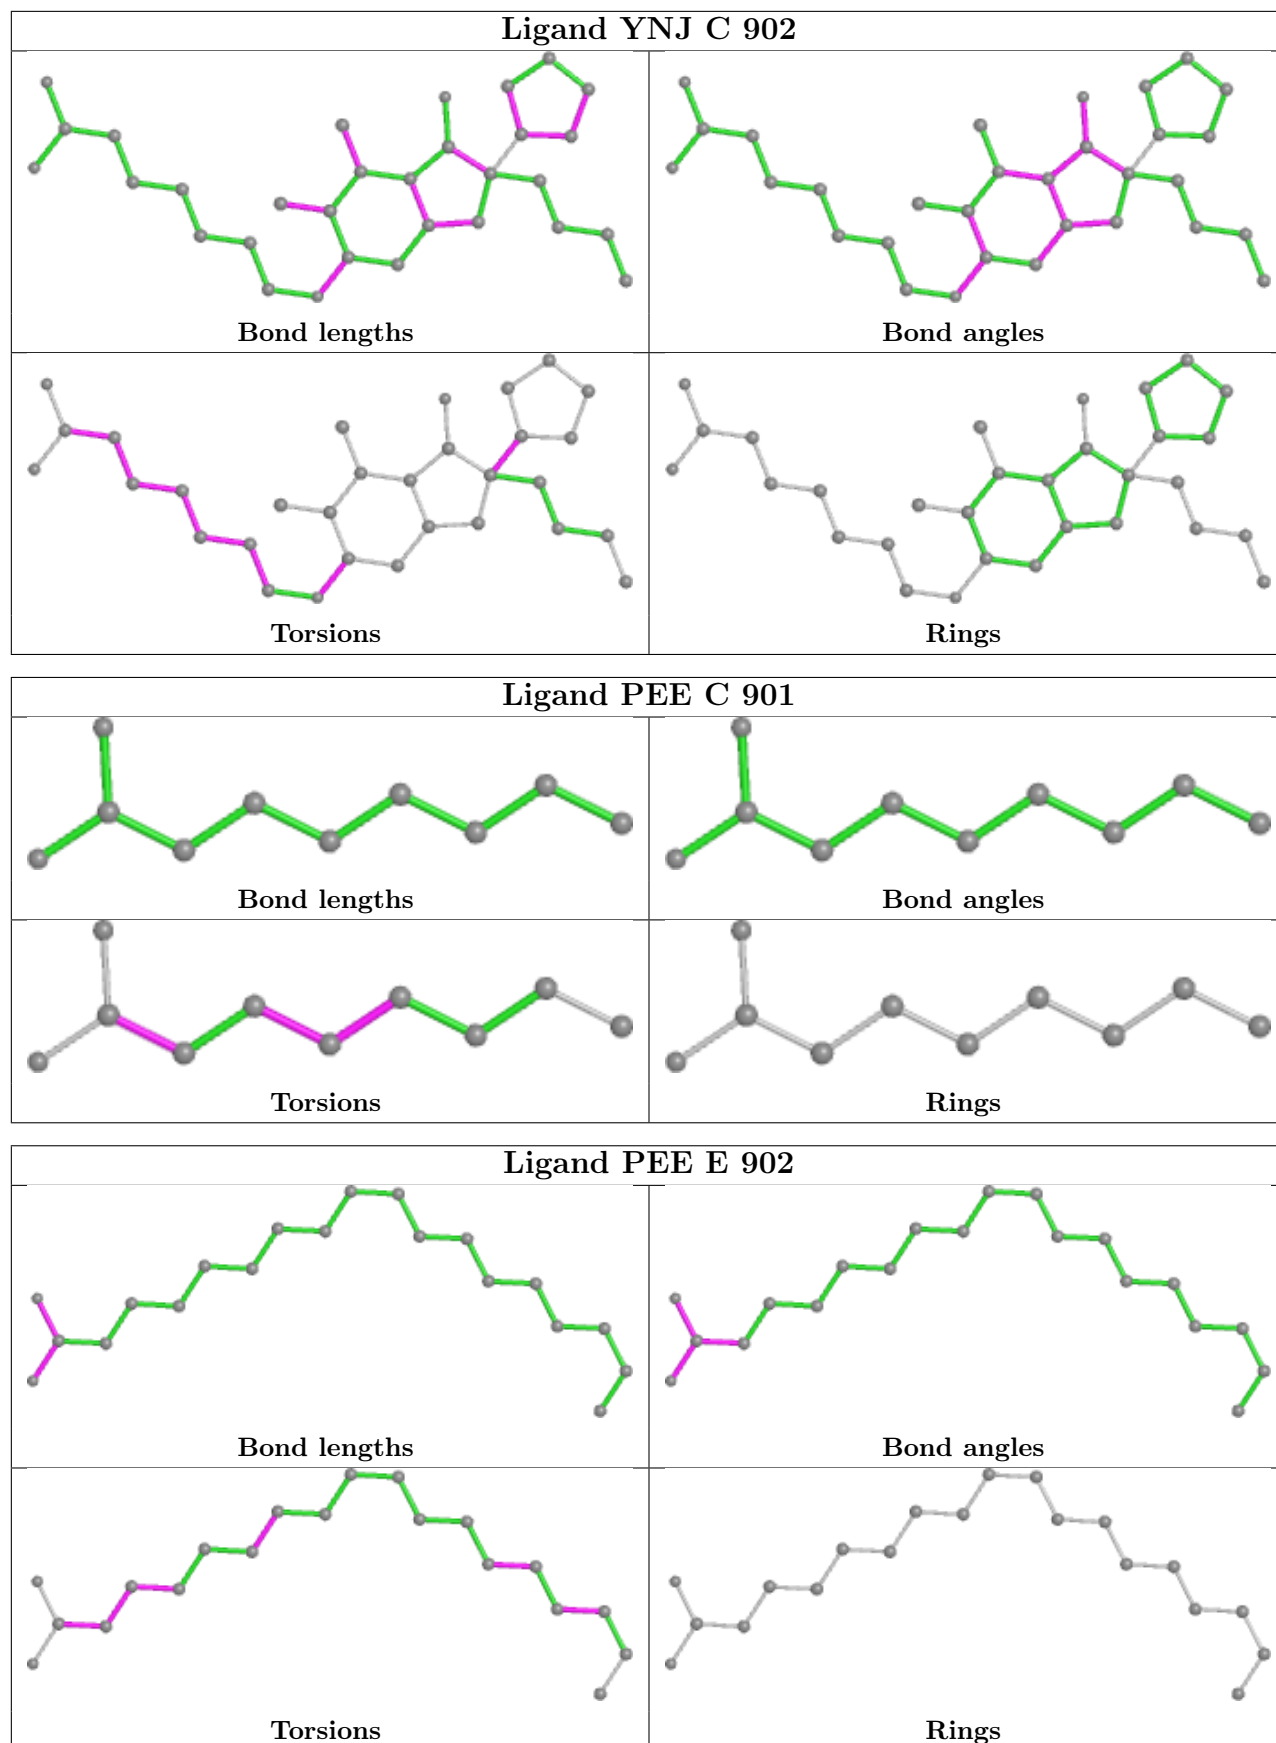 Ligand YNJ C 902
Bond lengths
Bond angles
Torsions
Rings
Ligand PEE C 901
Bond lengths
Bond angles
Torsions
Rings
Ligand PEE E 902
Bond lengths
Bond angles
Torsions
Rings